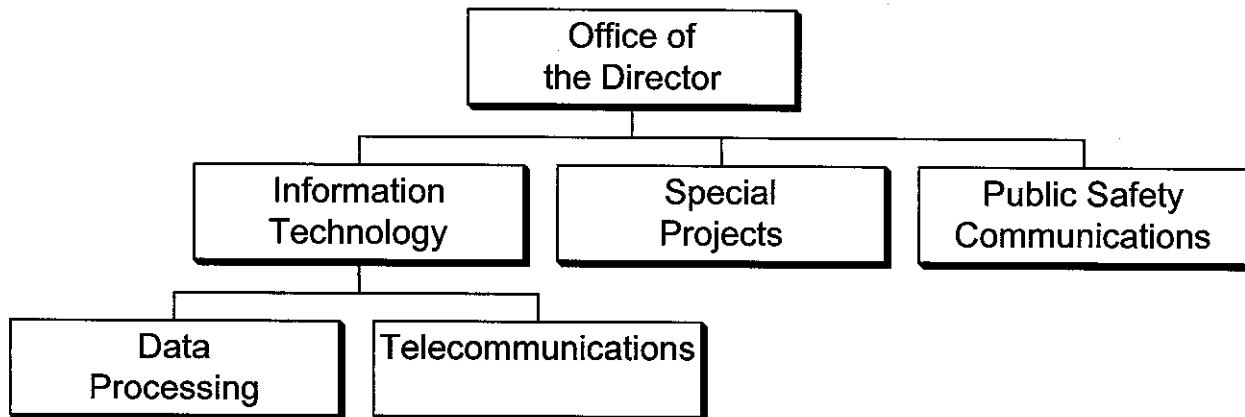 Office of
the Director
Information
Technology
Special
Projects
Public Safety
Communications
Data
Processing
Telecommunications